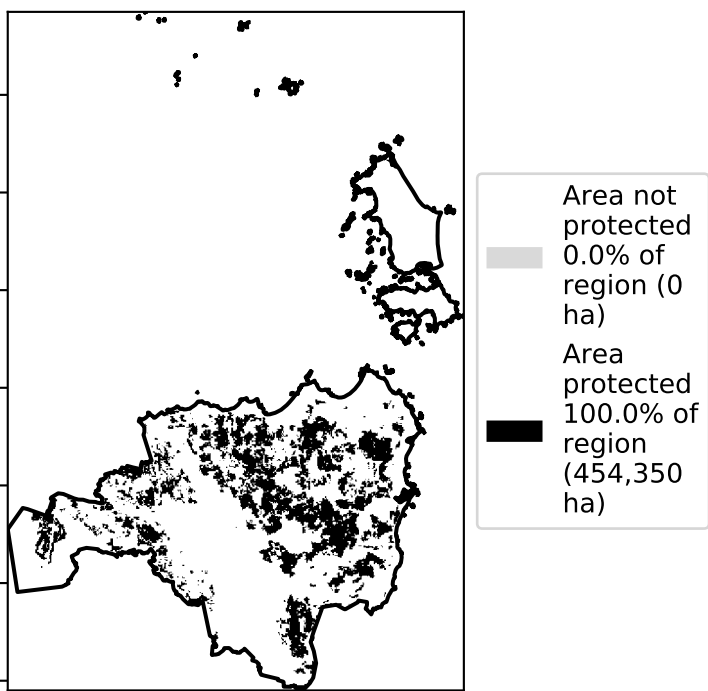 Area not
protected
0.0% of
region (0
ha)
Area
protected
100.0% of
region
(454,350
ha)